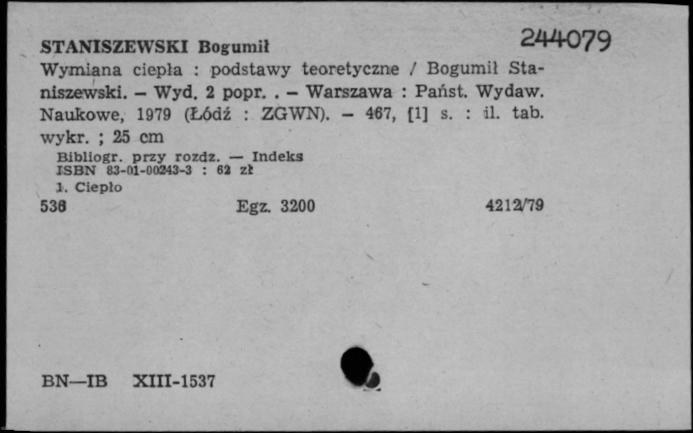 244079
STANISZEWSKI Bogumił
Wymiana ciepła : podstawy teoretyczne / Bogumił Sta-
niszewski. — Wyd. 2 popr. . — Warszawa : Państ. Wydaw.
Naukowe, 1979 (Łódź : ZGWN). — 467, [1] s. : il. tab.
wykr. ; 25 cm
Bibliogr. przy rozdz. — Indeks
ISBN 83-01-00243-3 : 62 zł
1. Ciepło
536 Egz. 3200 4212/79
BN—IB XIII-1537